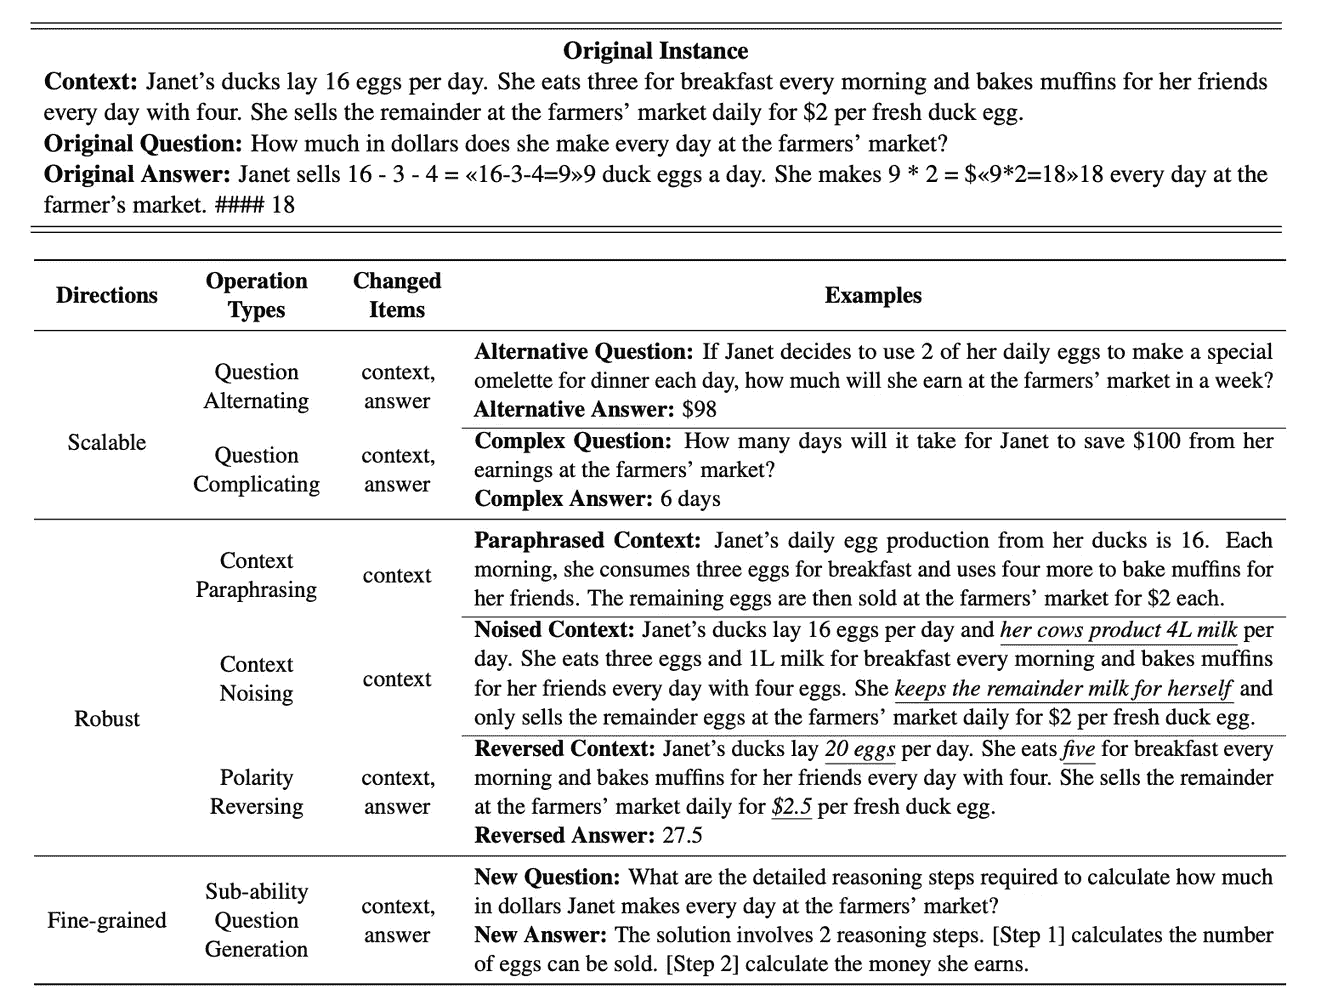 Original Instance
Context: Janet's ducks lay 16 eggs per day. She eats three for breakfast every morning and bakes muffins for her friends
every day with four. She sells the remainder at the farmers' market daily for $2 per fresh duck egg.
Original Question: How much in dollars does she make every day at the farmers' market?
Original Answer: Janet sells 16 - 3 - 4 = «16-3-4=9»9 duck eggs a day. She makes 9 * 2 = $«9*2=18»18 every day at the
farmer's market. #### 18
Directions
Operation
Types
Changed
Items
Examples
Scalable
Question
Alternating
context,
answer
Alternative Question: If Janet decides to use 2 of her daily eggs to make a special
omelette for dinner each day, how much will she earn at the farmers' market in a week?
Alternative Answer: $98
Question
Complicating
context,
answer
Complex Question: How many days will it take for Janet to save $100 from her
earnings at the farmers' market?
Complex Answer: 6 days
Robust
Context
Paraphrasing
context
Paraphrased Context: Janet's daily egg production from her ducks is 16. Each
morning, she consumes three eggs for breakfast and uses four more to bake muffins for
her friends. The remaining eggs are then sold at the farmers' market for $2 each.
Context
Noising
context
Noised Context: Janet's ducks lay 16 eggs per day and her cows product 4L milk per
day. She eats three eggs and 1L milk for breakfast every morning and bakes muffins
for her friends every day with four eggs. She keeps the remainder milk for herself and
only sells the remainder eggs at the farmers' market daily for $2 per fresh duck egg.
Polarity
Reversing
context,
answer
Reversed Context: Janet's ducks lay 20 eggs per day. She eats five for breakfast every
morning and bakes muffins for her friends every day with four. She sells the remainder
at the farmers' market daily for $2.5 per fresh duck egg.
Reversed Answer: 27.5
Fine-grained
Sub-ability
Question
Generation
context,
answer
New Question: What are the detailed reasoning steps required to calculate how much
in dollars Janet makes every day at the farmers' market?
New Answer: The solution involves 2 reasoning steps. [Step 1] calculates the number
of eggs can be sold. [Step 2] calculate the money she earns.